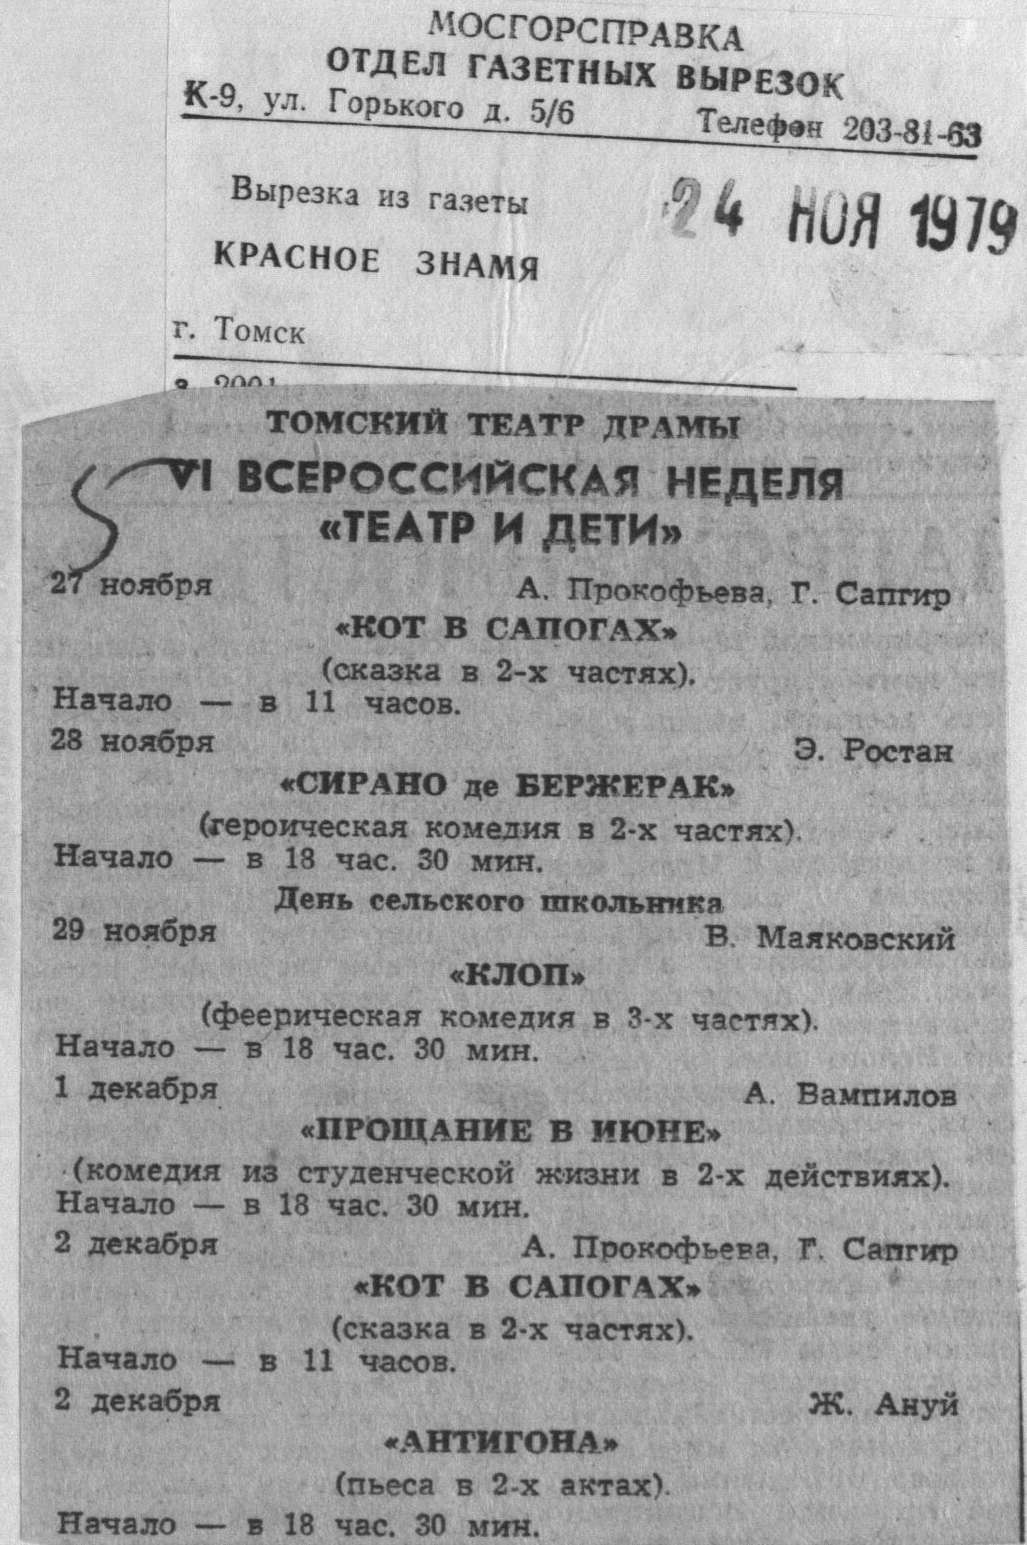 МОСГОРСПРАВКА
ОТДЕЛ ГАЗЕТНЫХ ВЫРЕЗОК
К-9, ул. Горького д. 5/6 Телефон 203-81-63
Вырезка из газеты
24 НОЯ 1979
КРАСНОЕ ЗНАМЯ
г. Томск
ТОМСКИЙ ТЕАТР ДРАМЫ
VI ВСЕРОССИЙСКАЯ НЕДЕЛЯ
«ТЕАТР И ДЕТИ»
27 ноября А. Прокофьева, Г. Сапгир
«КОТ В САПОГАХ»
(сказка в 2-х частях).
Начало — в 11 часов.
28 ноября Э. Ростан
«СИРАНО де БЕРЖЕРАК»
(героическая комедия в 2-х частях).
Начало — в 18 час. 30 мин.
День сельского школьника
29 ноября В. Маяковский
«КЛОП»
(феерическая комедия в 3-х частях).
Начало — в 18 час. 30 мин.
1 декабря А. Вампилов
«ПРОЩАНИЕ В ИЮНЕ»
(комедия из студенческой жизни в 2-х действиях).
Начало — в 18 час. 30 мин.
2 декабря А. Прокофьева, Г. Сапгир
«КОТ В САПОГАХ»
(сказка в 2-х частях).
Начало — в 11 часов.
2 декабря Ж. Ануй
«АНТИГОНА»
(пьеса в 2-х актах).
Начало — в 18 час. 30 мин.